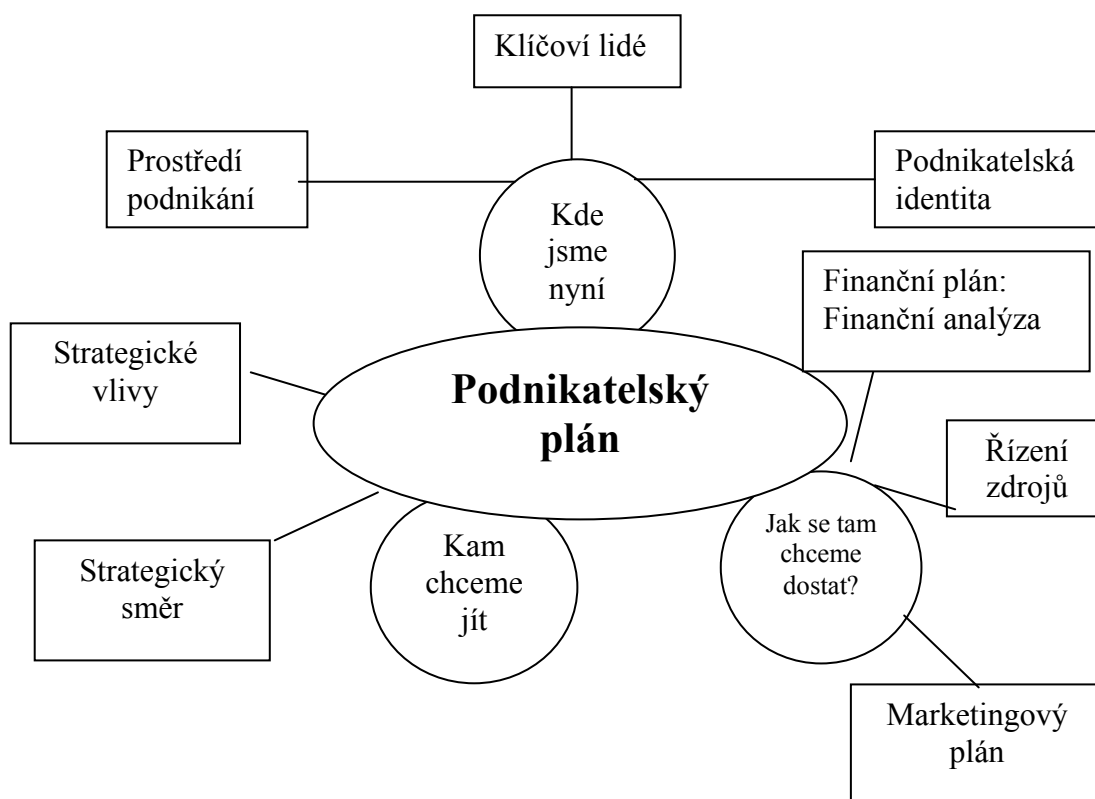 Klíčoví lidé
Prostředí
podnikání
Podnikatelská
identita
Kde
jsme
nyní
Finanční plán:
Finanční analýza
Strategické
vlivy
Podnikatelský
plán
Řízení
zdrojů
Strategický
směr
Kam
chceme
jít
Jak se tam
chceme
dostat?
Marketingový
plán